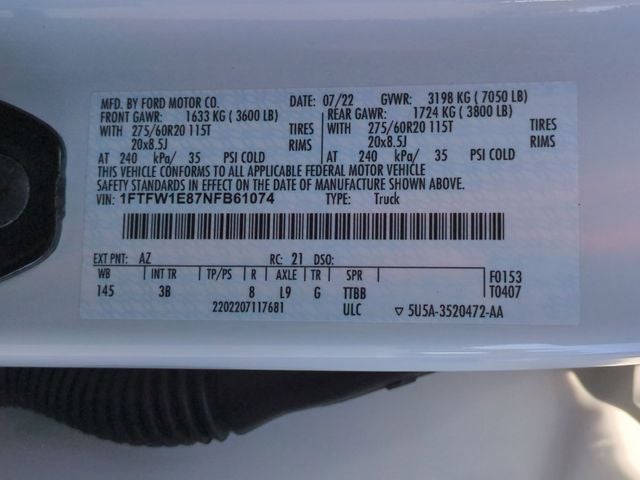 MFD. BY FORD MOTOR CO. DATE: 07/22 GVWR: 3198 KG ( 7050 LB)
FRONT GAWR: 1633 KG ( 3600 LB) REAR GAWR: 1724 KG ( 3800 LB)
WITH 275/60R20 115T TIRES WITH 275/60R20 115T TIRES
20x8.5J RIMS 20x8.5J RIMS
AT 240 kPa/ 35 PSI COLD AT 240 kPa/ 35 PSI COLD
THIS VEHICLE CONFORMS TO ALL APPLICABLE FEDERAL MOTOR VEHICLE
SAFETY STANDARDS IN EFFECT ON THE DATE OF MANUFACTURE SHOWN ABOVE.
VIN: 1FTFW1E87NFB61074 TYPE: Truck
EXT PNT: AZ RC: 21 DSO:
WB INT TR TP/PS R AXLE TR SPR F0153
145 3B 8 L9 G TTBB T0407
2202207117681 ULC 5U5A-3520472-AA